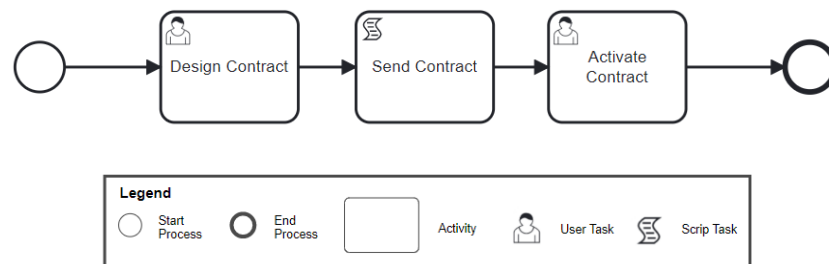 Design Contract
Send Contract
Activate
Contract
Legend
Start
Process
End
Process
Activity
User Task
Scrip Task